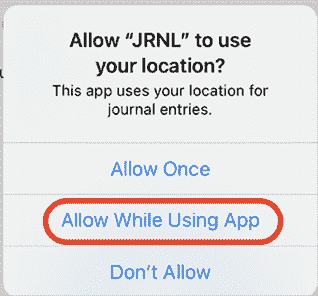 Allow “JRNL” to use
your location?
This app uses your location for
journal entries.
Allow Once
Allow While Using App
Don’t Allow